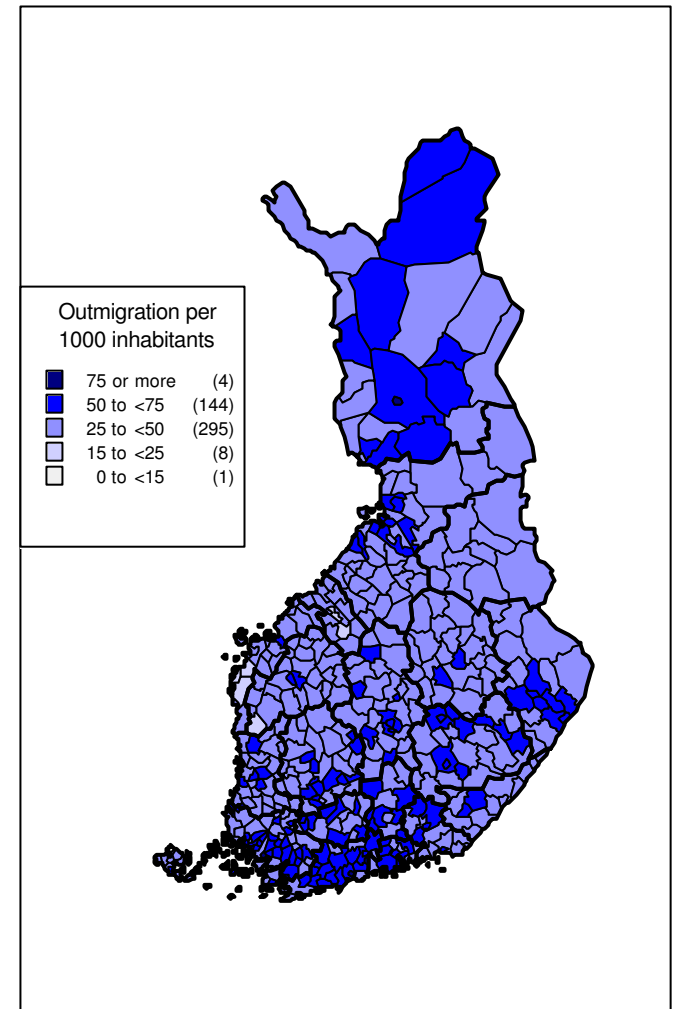 Outmigration per
1000 inhabitants
75 or more (4)
50 to <75 (144)
25 to <50 (295)
15 to <25 (8)
0 to <15 (1)